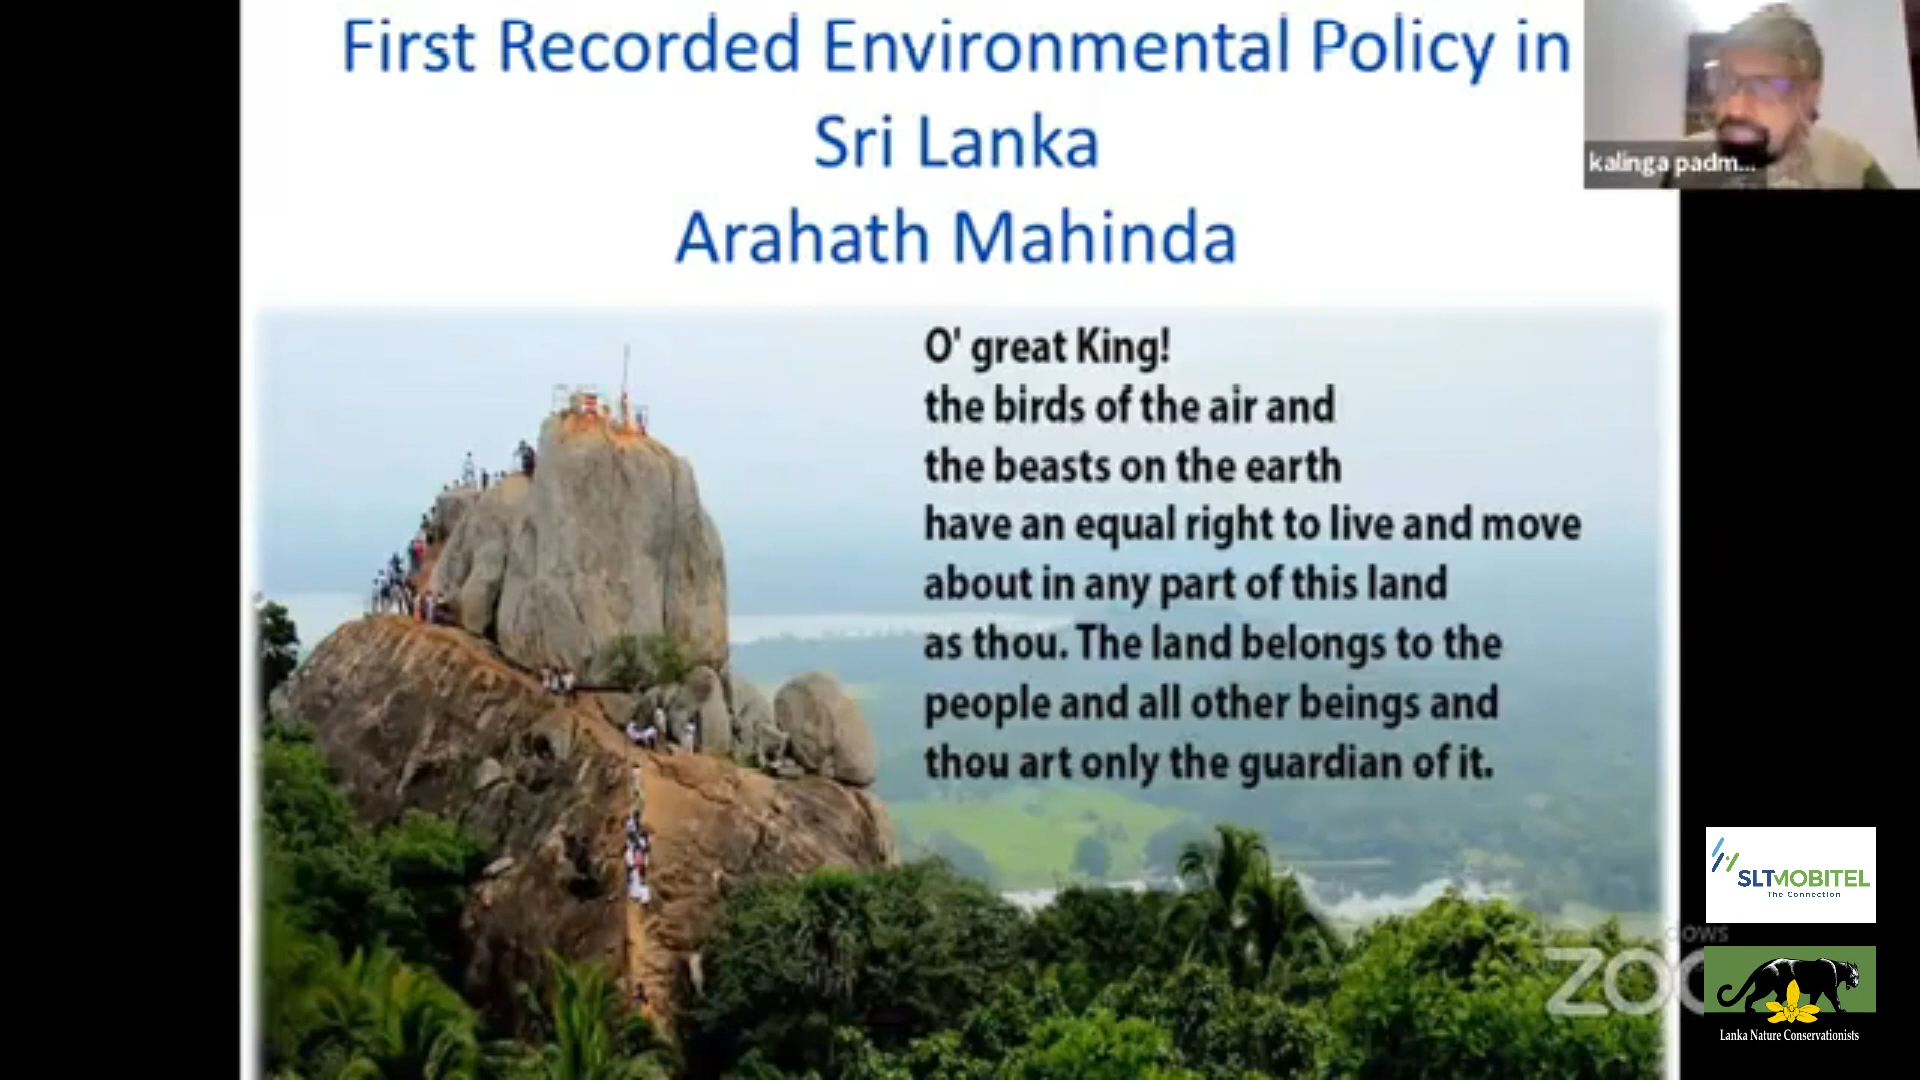 First Recorded Environmental Policy in
Sri Lanka
Arahath Mahinda
kalinga padm...
O' great King!
the birds of the air and
the beasts on the earth
have an equal right to live and move
about in any part of this land
as thou. The land belongs to the
people and all other beings and
thou art only the guardian of it.
SLTMOBITEL
The Connection
Lanka Nature Conservationists